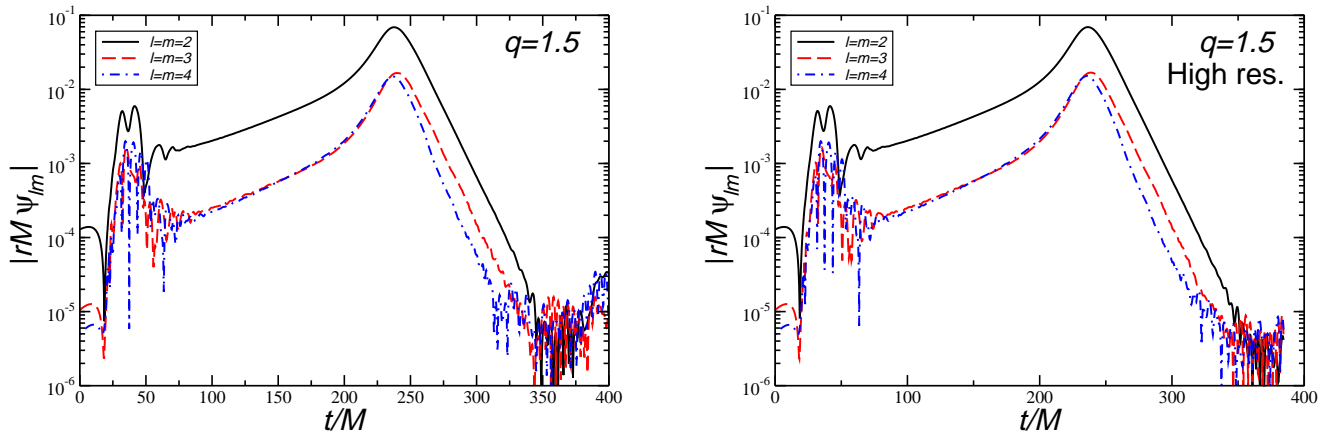 10^-1
10^-2
10^-3
10^-4
10^-5
10^-6
|rM ψ_lm|
l=m=2
l=m=3
l=m=4
q=1.5
0 50 100 150 200 250 300 350 400
t/M
10^-1
10^-2
10^-3
10^-4
10^-5
10^-6
|rM ψ_lm|
l=m=2
l=m=3
l=m=4
q=1.5
High res.
0 100 200 300 400
t/M